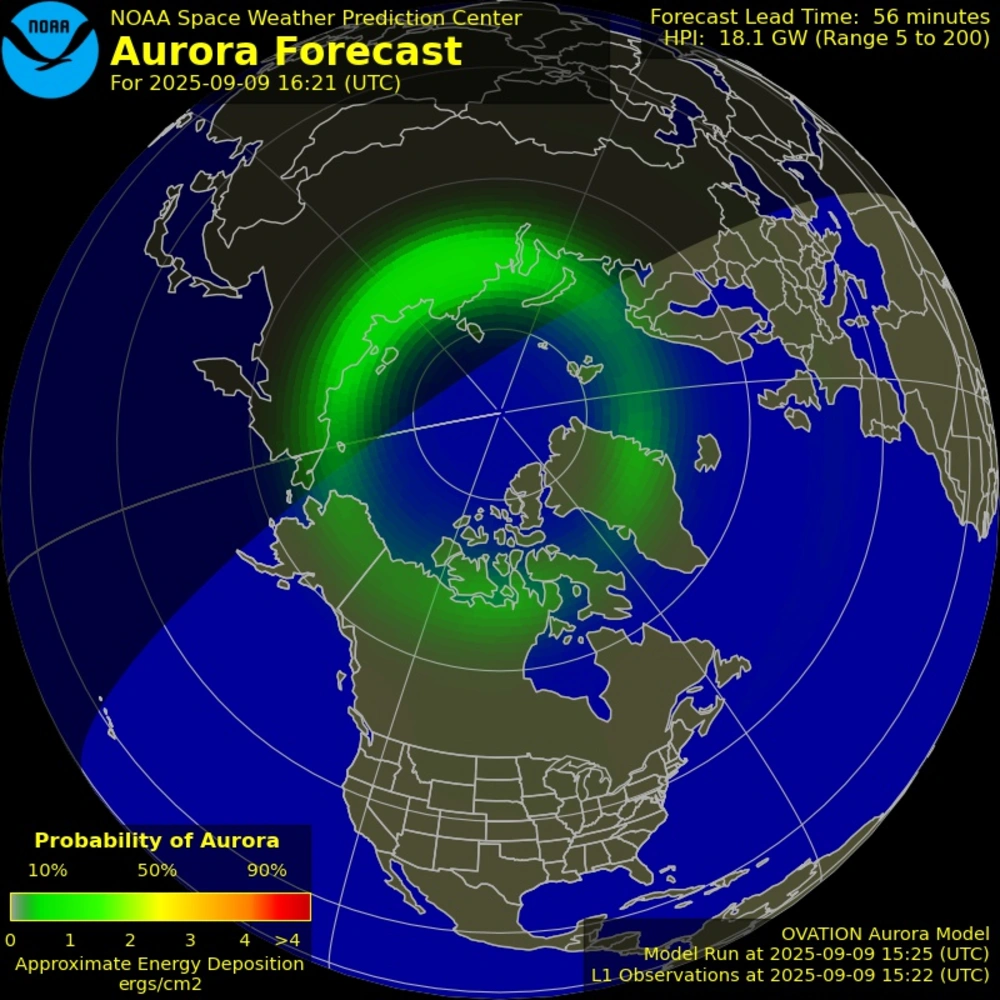 NOAA
NOAA Space Weather Prediction Center
Aurora Forecast
For 2025-09-09 16:21 (UTC)
Forecast Lead Time: 56 minutes
HPI: 18.1 GW (Range 5 to 200)
Probability of Aurora
10% 50% 90%
0 1 2 3 4 >4
Approximate Energy Deposition
ergs/cm2
OVATION Aurora Model
Model Run at 2025-09-09 15:25 (UTC)
L1 Observations at 2025-09-09 15:22 (UTC)